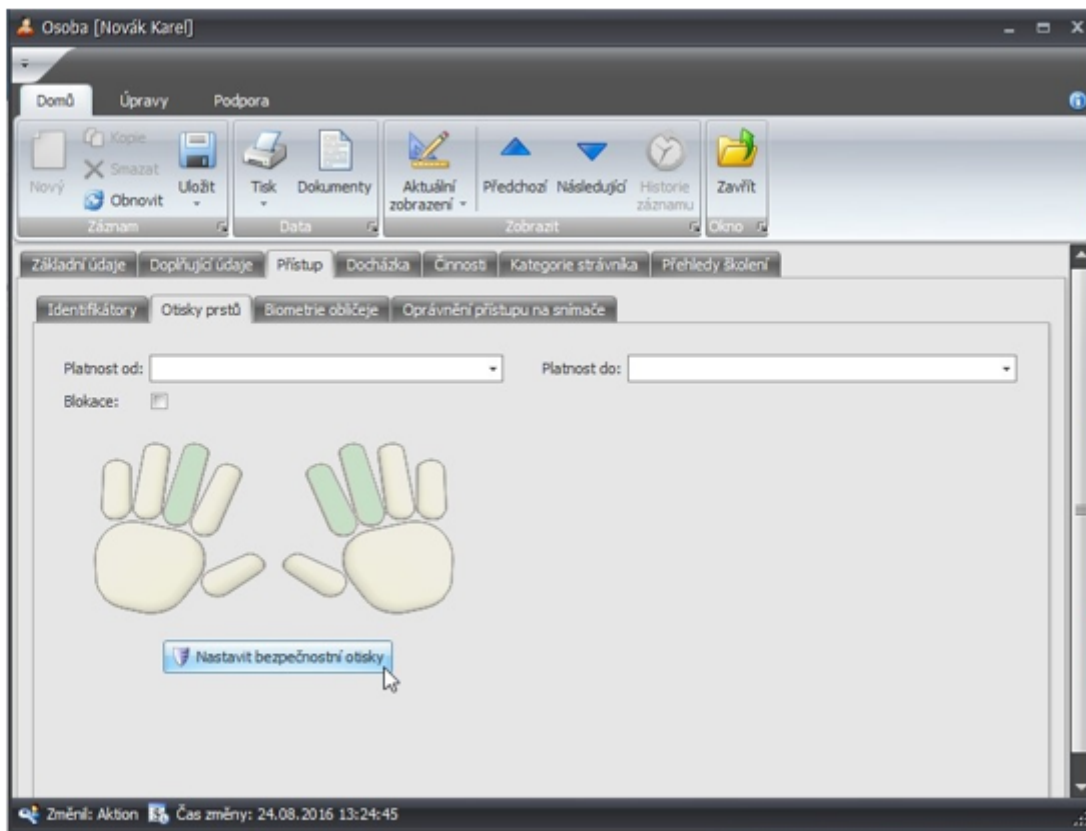 Osoba [Novák Karel]
Domů Úpravy Podpora
Nový
Kopie
Smazat
Obnovit
Uložit
Tisk
Dokumenty
Aktuální zobrazení
Předchozí
Následující
Historie záznamu
Zavřít
Záznam
Data
Zobrazit
Okno
Základní údaje Doplňující údaje Přístup Docházka Činnosti Kategorie strávníka Přehledy školení
Identifikátory Otisky prstů Biometrie obličeje Oprávnění přístupu na snímače
Platnost od: Platnost do:
Blokace:
Nastavit bezpečnostní otisky
Změnil: Aktion Čas změny: 24.08.2016 13:24:45